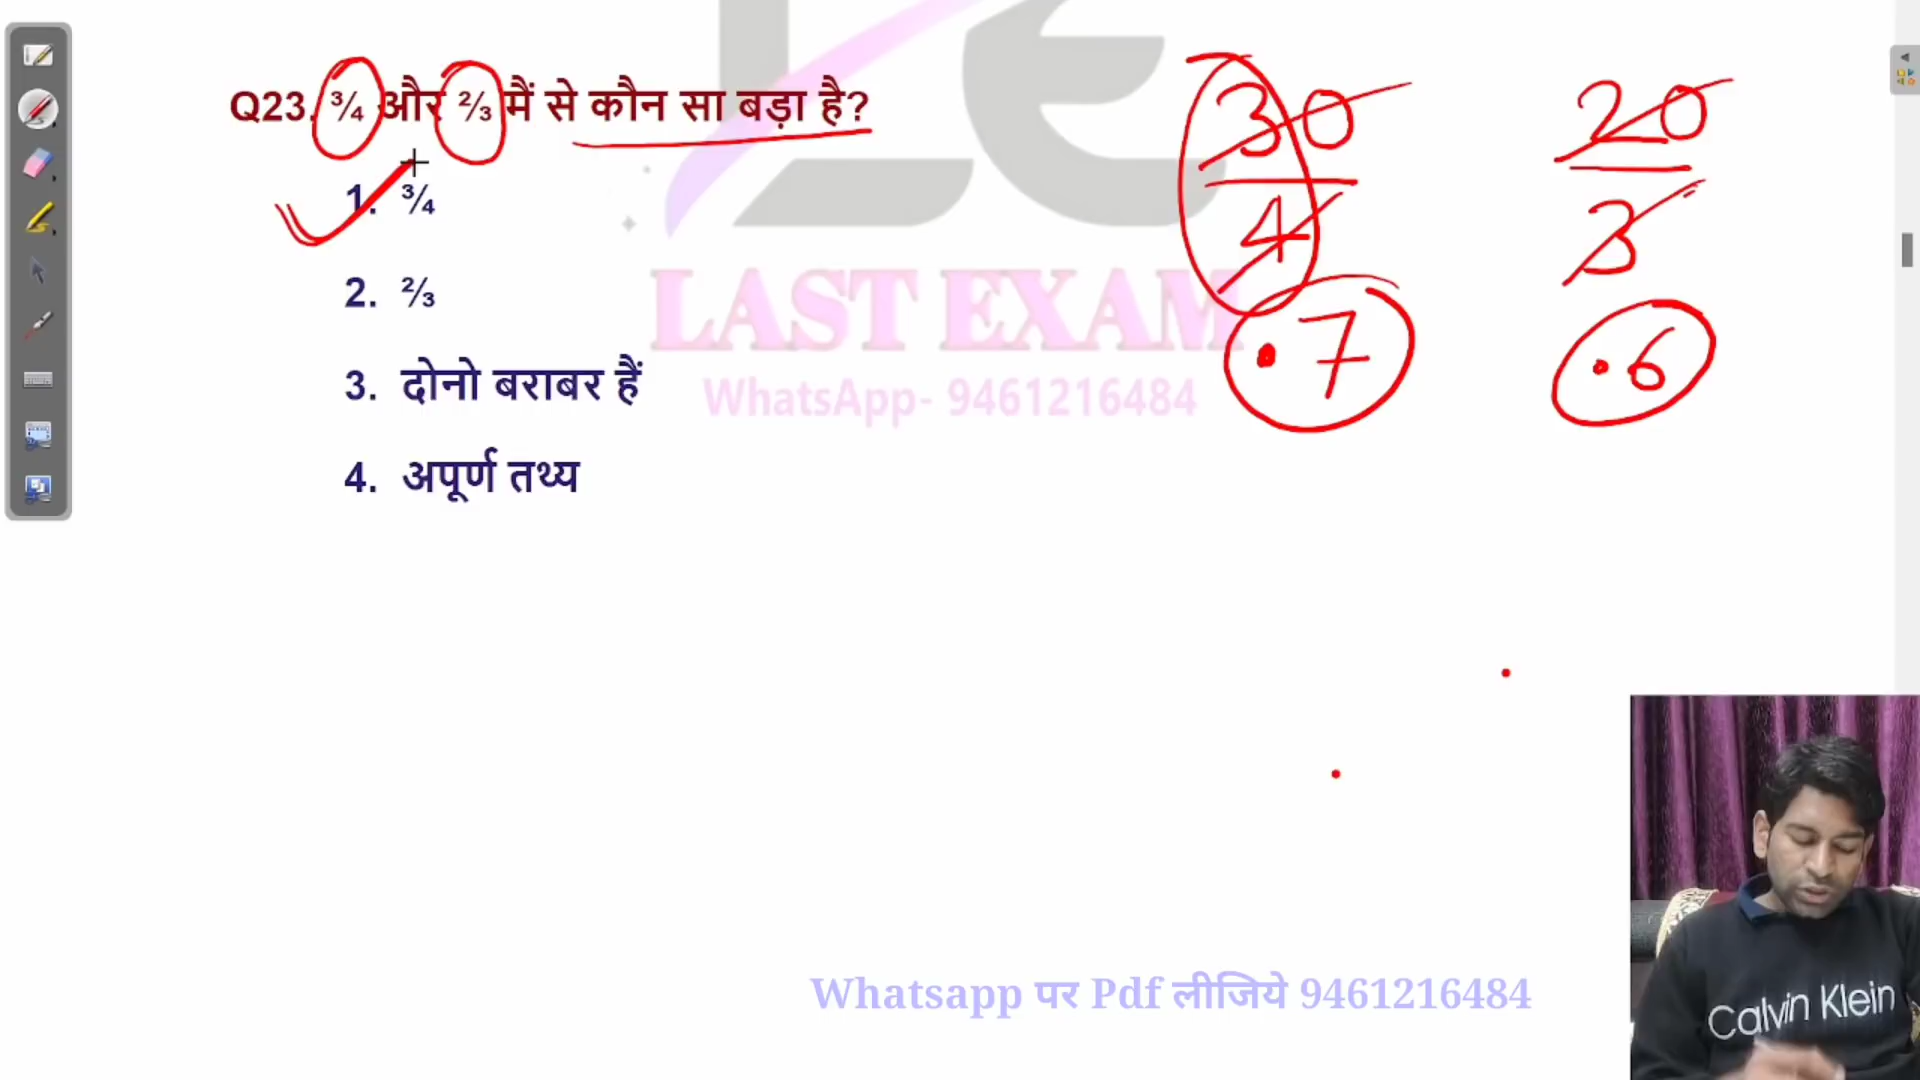 Q23. ¾ और ⅔ मैं से कौन सा बड़ा है?
1. ¾
2. ⅔
3. दोनो बराबर हैं
4. अपूर्ण तथ्य
30
4
.7
20
3
.6
LE
LAST EXAM
WhatsApp- 9461216484
Whatsapp पर Pdf लीजिये 9461216484
Calvin Klein